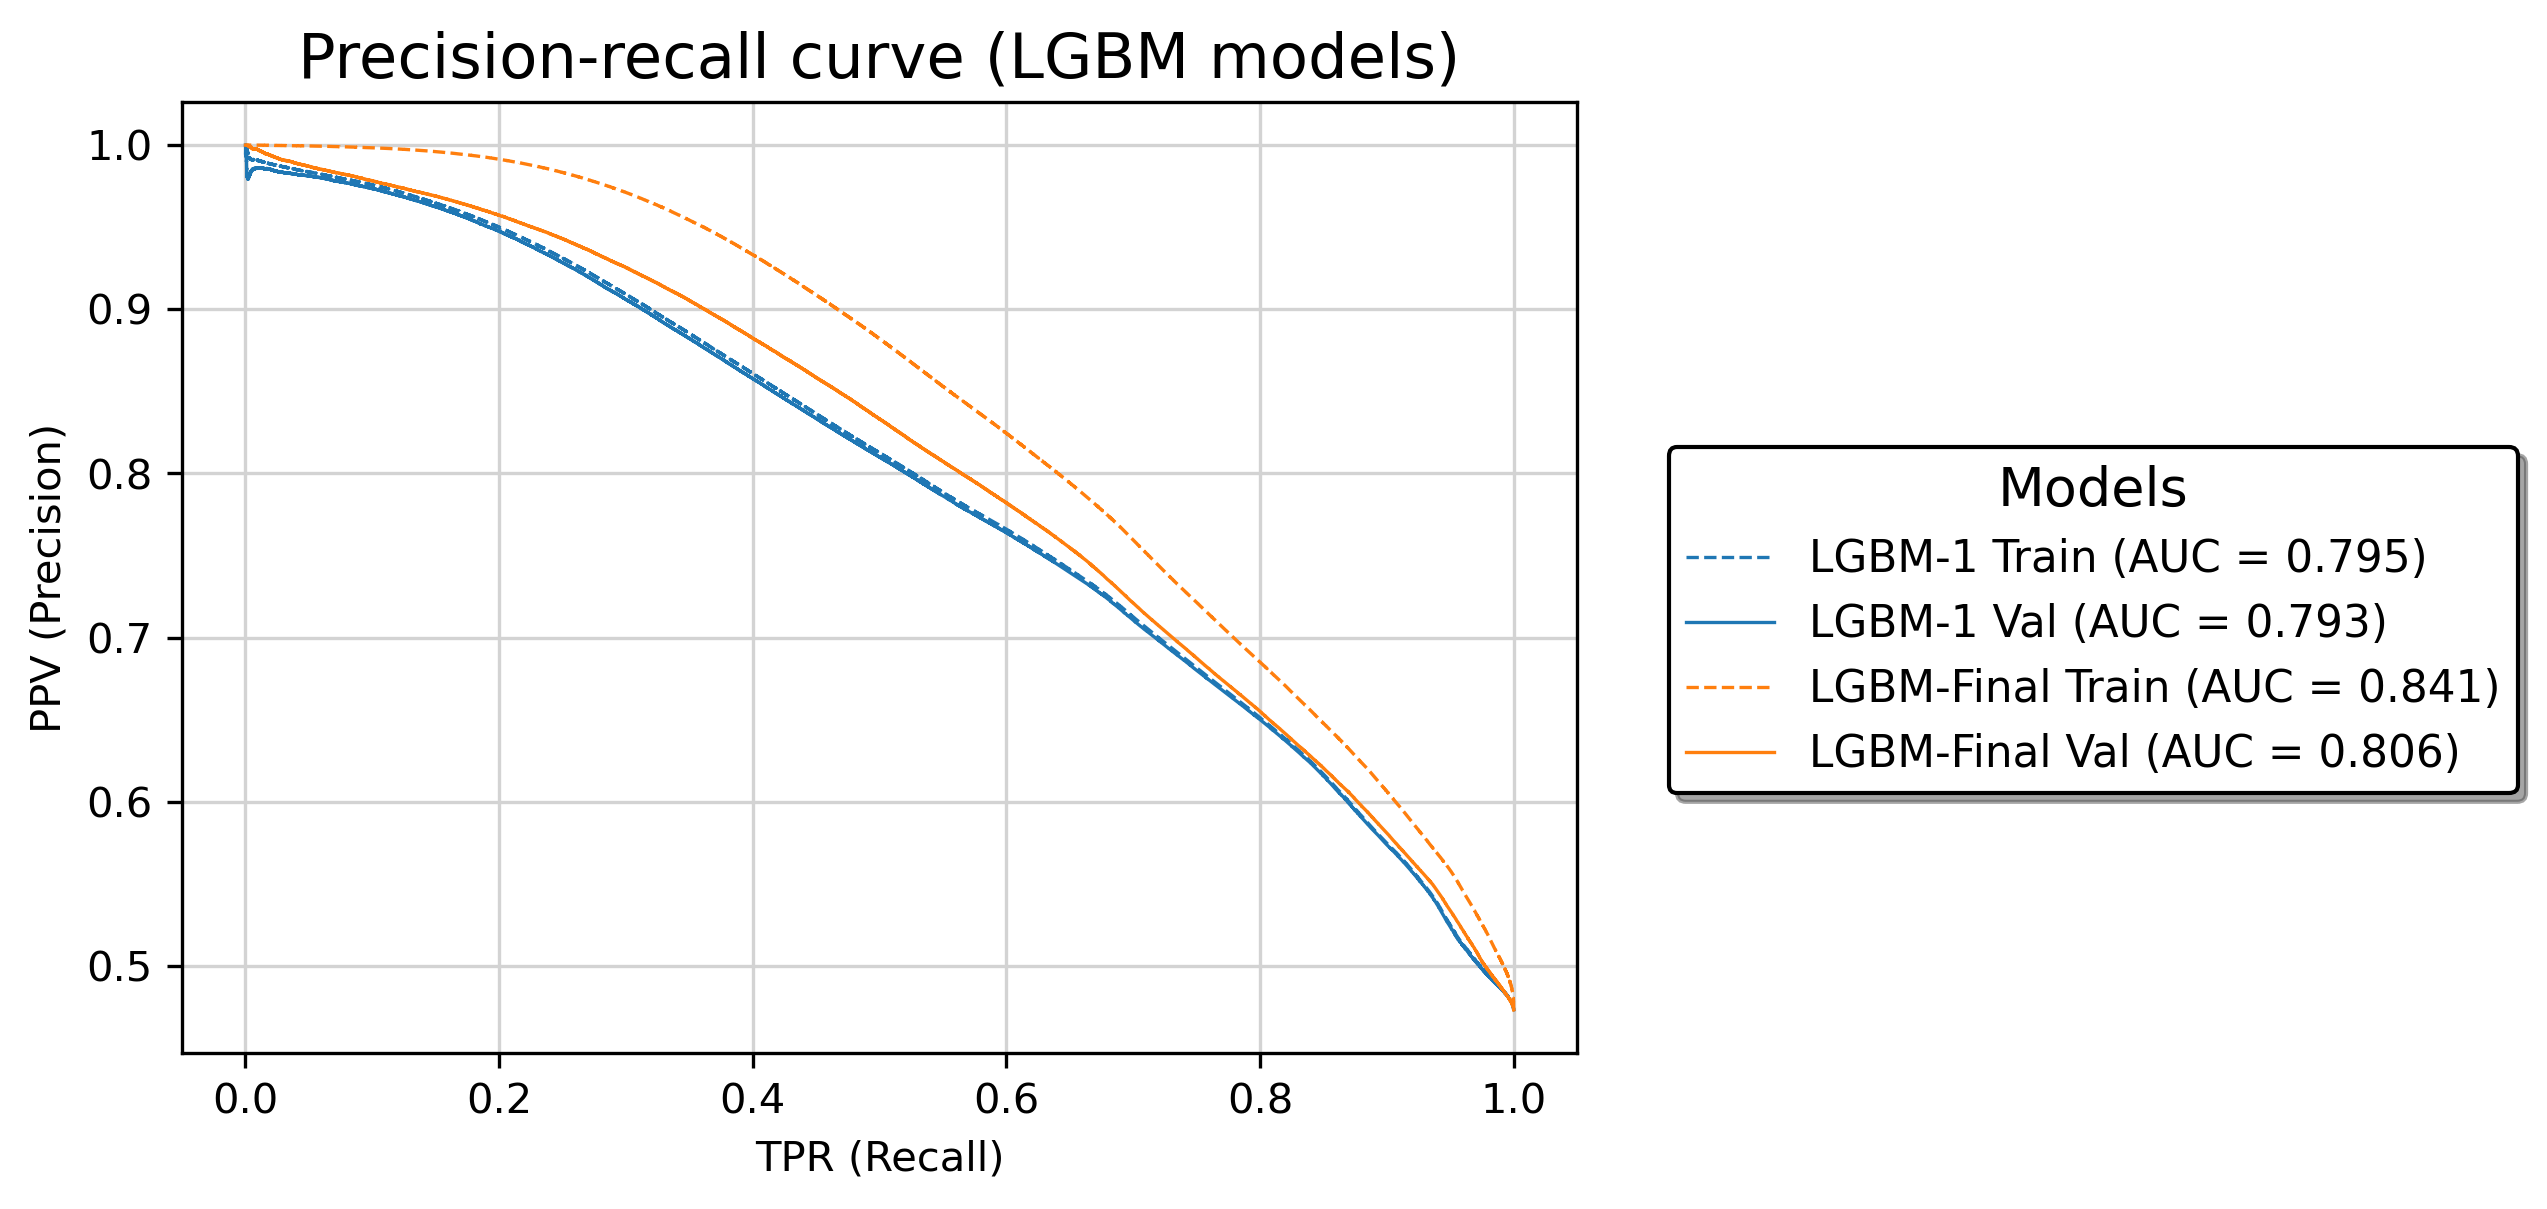 Precision-recall curve (LGBM models)
1.0
0.9
0.8
0.7
0.6
0.5
PPV (Precision)
0.0 0.2 0.4 0.6 0.8 1.0
TPR (Recall)
Models
LGBM-1 Train (AUC = 0.795)
LGBM-1 Val (AUC = 0.793)
LGBM-Final Train (AUC = 0.841)
LGBM-Final Val (AUC = 0.806)